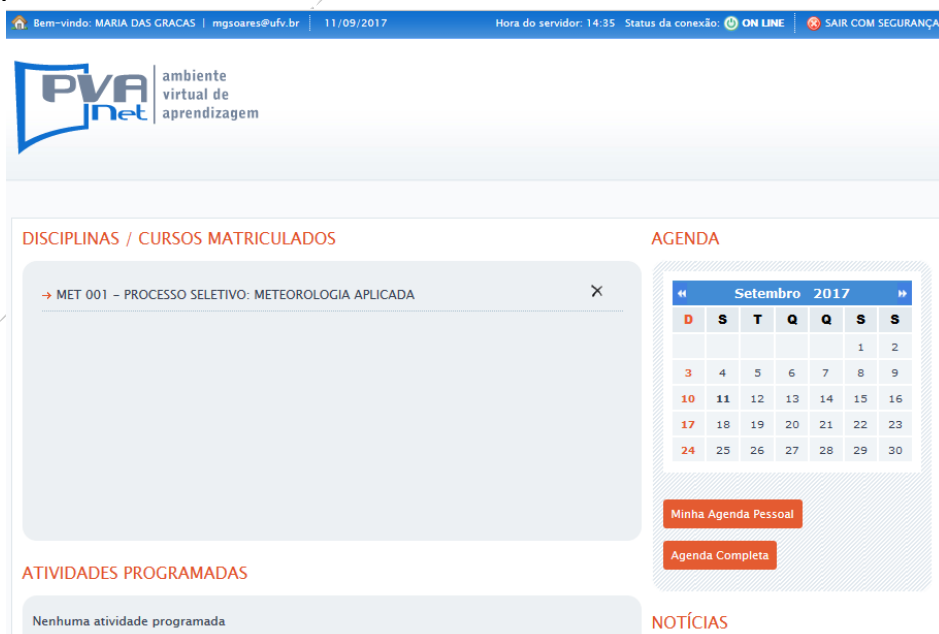 Bem-vindo: MARIA DAS GRACAS | mgsoares@ufv.br | 11/09/2017 Hora do servidor: 14:35 Status da conexão: ON LINE SAIR COM SEGURANÇA
PVANet
ambiente
virtual de
aprendizagem
DISCIPLINAS / CURSOS MATRICULADOS
MET 001 - PROCESSO SELETIVO: METEOROLOGIA APLICADA
ATIVIDADES PROGRAMADAS
Nenhuma atividade programada
AGENDA
Setembro 2017
D S T Q Q S S
1 2
3 4 5 6 7 8 9
10 11 12 13 14 15 16
17 18 19 20 21 22 23
24 25 26 27 28 29 30
Minha Agenda Pessoal
Agenda Completa
NOTÍCIAS